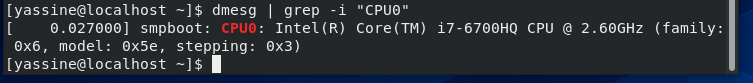 [yassine@localhost ~]$ dmesg | grep -i "CPU0"
[    0.027000] smpboot: CPU0: Intel(R) Core(TM) i7-6700HQ CPU @ 2.60GHz (family:
 0x6, model: 0x5e, stepping: 0x3)
[yassine@localhost ~]$